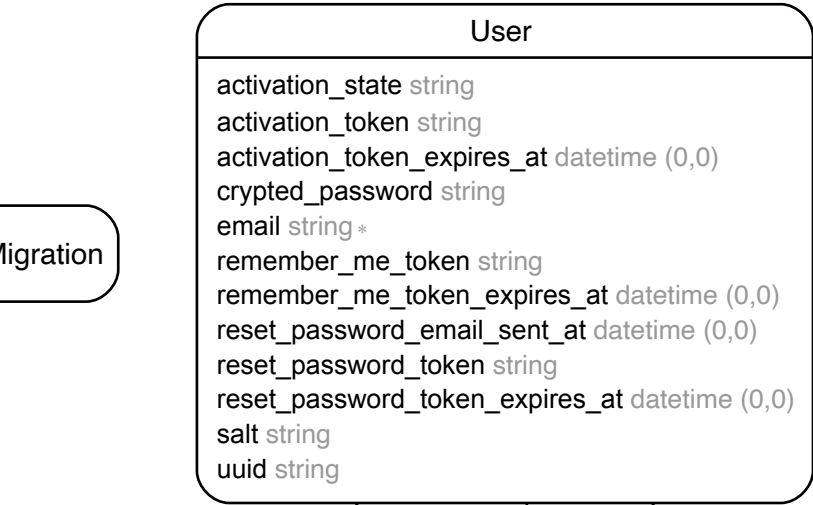 User
activation_state string
activation_token string
activation_token_expires_at datetime (0,0)
crypted_password string
email string *
remember_me_token string
remember_me_token_expires_at datetime (0,0)
reset_password_email_sent_at datetime (0,0)
reset_password_token string
reset_password_token_expires_at datetime (0,0)
salt string
uuid string
Migration